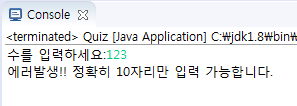 Console
<terminated> Quiz [Java Application] C:₩jdk1.8₩bin₩
수를 입력하세요:123
에러발생!! 정확히 10자리만 입력 가능합니다.